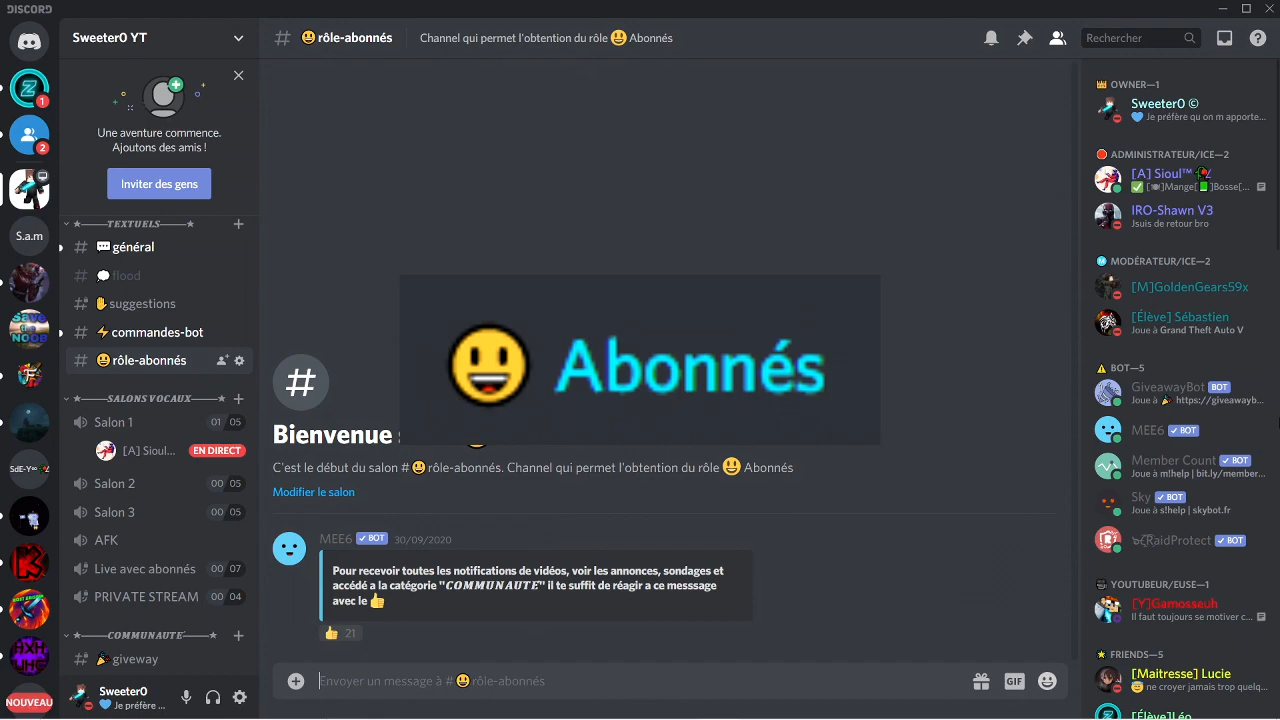 DISCORD
Sweeter0 YT
Une aventure commence.
Ajoutons des amis !
Inviter des gens
TEXTUELS
# général
# flood
# suggestions
# commandes-bot
# rôle-abonnés
SALONS VOCAUX
Salon 1 01 05
[A] Sioul... EN DIRECT
Salon 2 00 05
Salon 3 00 05
AFK
Live avec abonnés 00 07
PRIVATE STREAM 00 04
COMMUNAUTE
# giveway
Sweeter0
💙 Je préfère ...
S.a.m
NOUVEAU
1
2
# 😃 rôle-abonnés Channel qui permet l'obtention du rôle 😃 Abonnés
Rechercher
😃 Abonnés
#
Bienvenue
C'est le début du salon # 😃 rôle-abonnés. Channel qui permet l'obtention du rôle 😃 Abonnés
Modifier le salon
MEE6 ✓ BOT 30/09/2020
Pour recevoir toutes les notifications de vidéos, voir les annonces, sondages et
accédé a la catégorie "COMMUNAUTE" il te suffit de réagir a ce messsage
avec le 👍
👍 21
Envoyer un message à # 😃 rôle-abonnés
GIF
OWNER—1
Sweeter0 ©
💙 Je préfère qu on m apporte...
ADMINISTRATEUR/ICE—2
[A] Sioul™
✅ [🍽]Mange[📗]Bosse[...
IRO-Shawn V3
Jsuis de retour bro
MODÉRATEUR/ICE—2
[M]GoldenGears59x
[Élève] Sébastien
Joue à Grand Theft Auto V
BOT—5
GiveawayBot BOT
Joue à 🎉 https://giveawayb...
MEE6 ✓ BOT
Member Count ✓ BOT
Joue à m!help | bit.ly/member...
Sky ✓ BOT
Joue à s!help | skybot.fr
RaidProtect ✓ BOT
YOUTUBEUR/EUSE—1
[Y]Gamosseuh
Il faut toujours se motiver c...
FRIENDS—5
[Maitresse] Lucie
😊 ne croyer jamais trop quelq...
[Élève]Léo